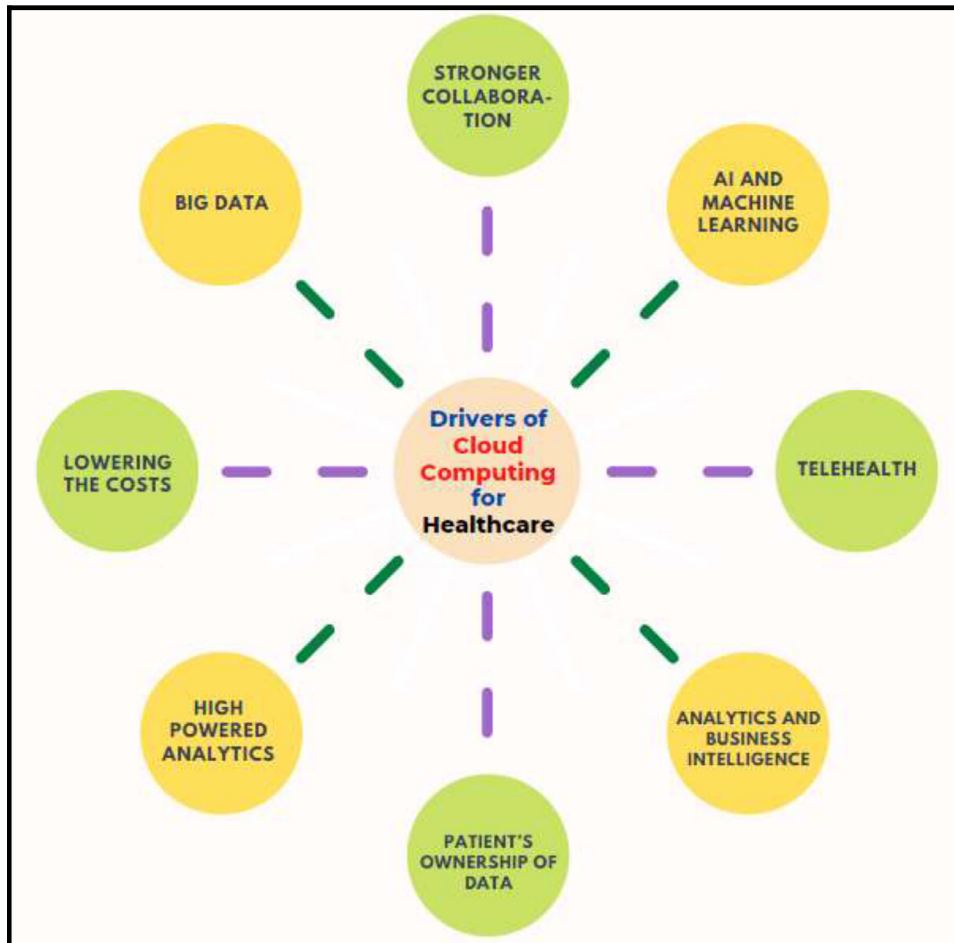 STRONGER
COLLABORA-
TION
BIG DATA
AI AND
MACHINE
LEARNING
Drivers of
Cloud
Computing
for
Healthcare
LOWERING
THE COSTS
TELEHEALTH
HIGH
POWERED
ANALYTICS
ANALYTICS AND
BUSINESS
INTELLIGENCE
PATIENT'S
OWNERSHIP OF
DATA